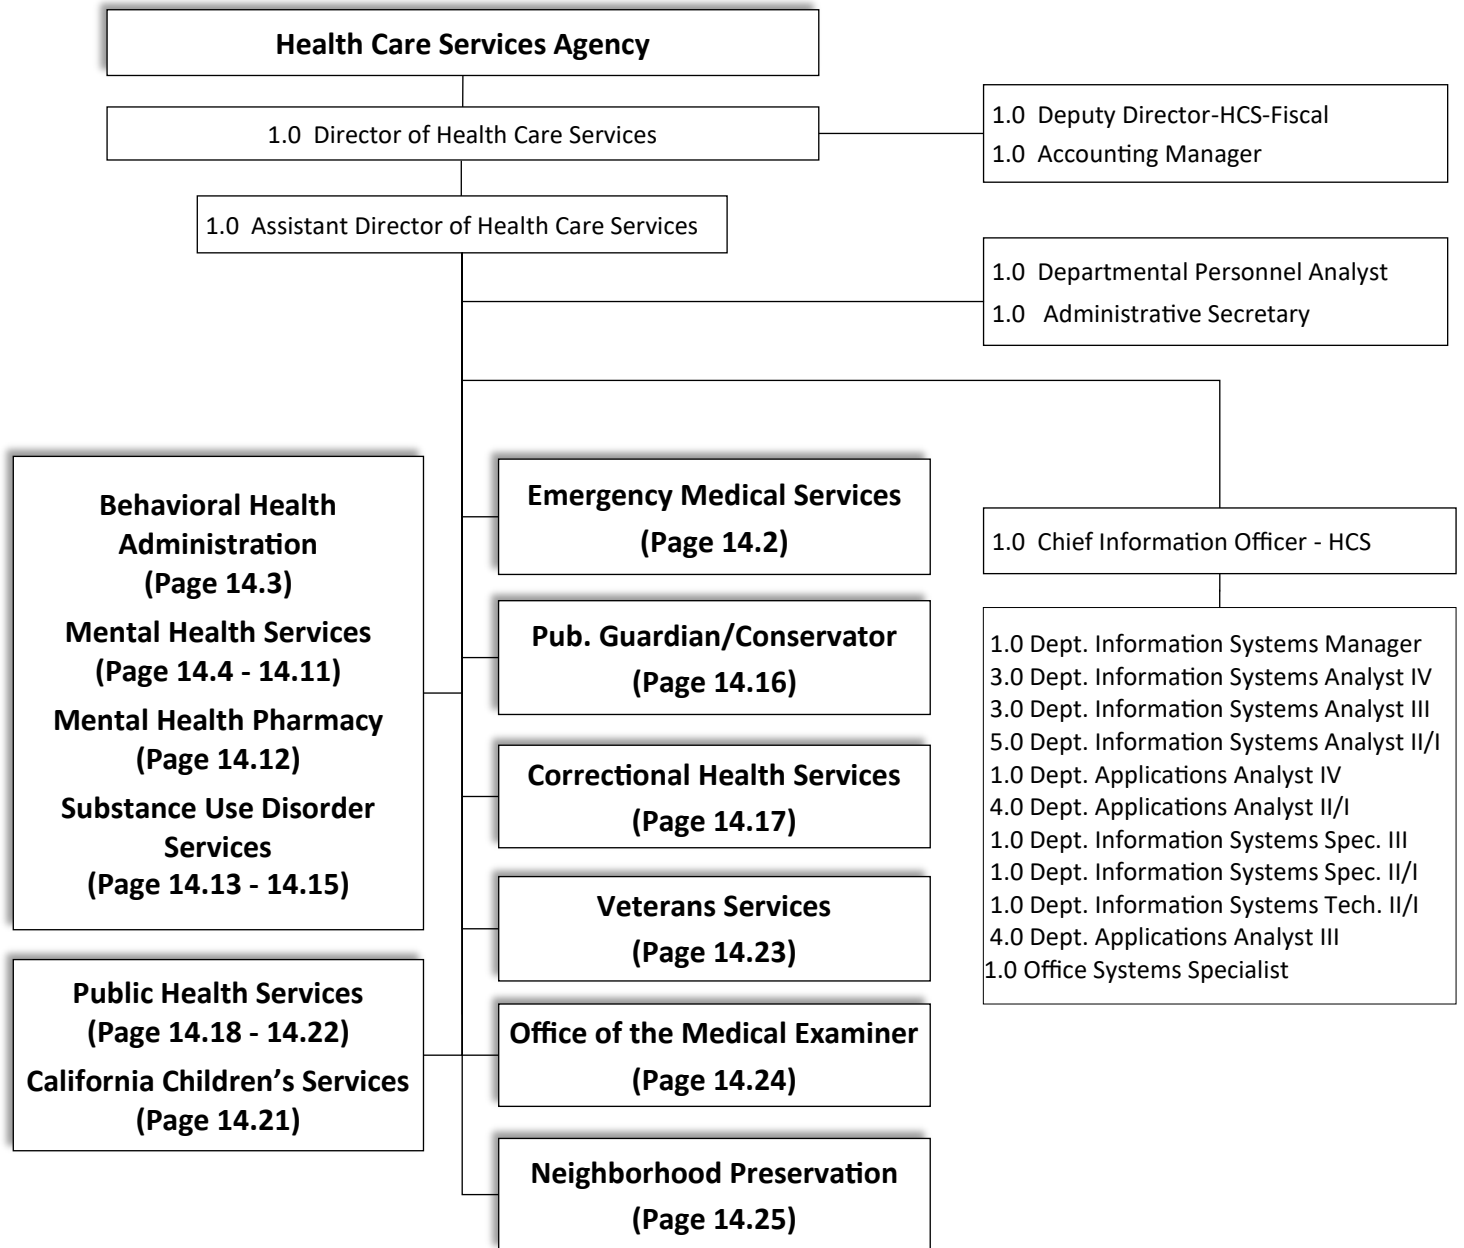 Health Care Services Agency
1.0 Director of Health Care Services
1.0 Deputy Director-HCS-Fiscal
1.0 Accounting Manager
1.0 Assistant Director of Health Care Services
1.0 Departmental Personnel Analyst
1.0 Administrative Secretary
Behavioral Health
Administration
(Page 14.3)
Mental Health Services
(Page 14.4 - 14.11)
Mental Health Pharmacy
(Page 14.12)
Substance Use Disorder
Services
(Page 14.13 - 14.15)
Public Health Services
(Page 14.18 - 14.22)
California Children’s Services
(Page 14.21)
Emergency Medical Services
(Page 14.2)
Pub. Guardian/Conservator
(Page 14.16)
Correctional Health Services
(Page 14.17)
Veterans Services
(Page 14.23)
Office of the Medical Examiner
(Page 14.24)
Neighborhood Preservation
(Page 14.25)
1.0 Chief Information Officer - HCS
1.0 Dept. Information Systems Manager
3.0 Dept. Information Systems Analyst IV
3.0 Dept. Information Systems Analyst III
5.0 Dept. Information Systems Analyst II/I
1.0 Dept. Applications Analyst IV
4.0 Dept. Applications Analyst II/I
1.0 Dept. Information Systems Spec. III
1.0 Dept. Information Systems Spec. II/I
1.0 Dept. Information Systems Tech. II/I
4.0 Dept. Applications Analyst III
1.0 Office Systems Specialist